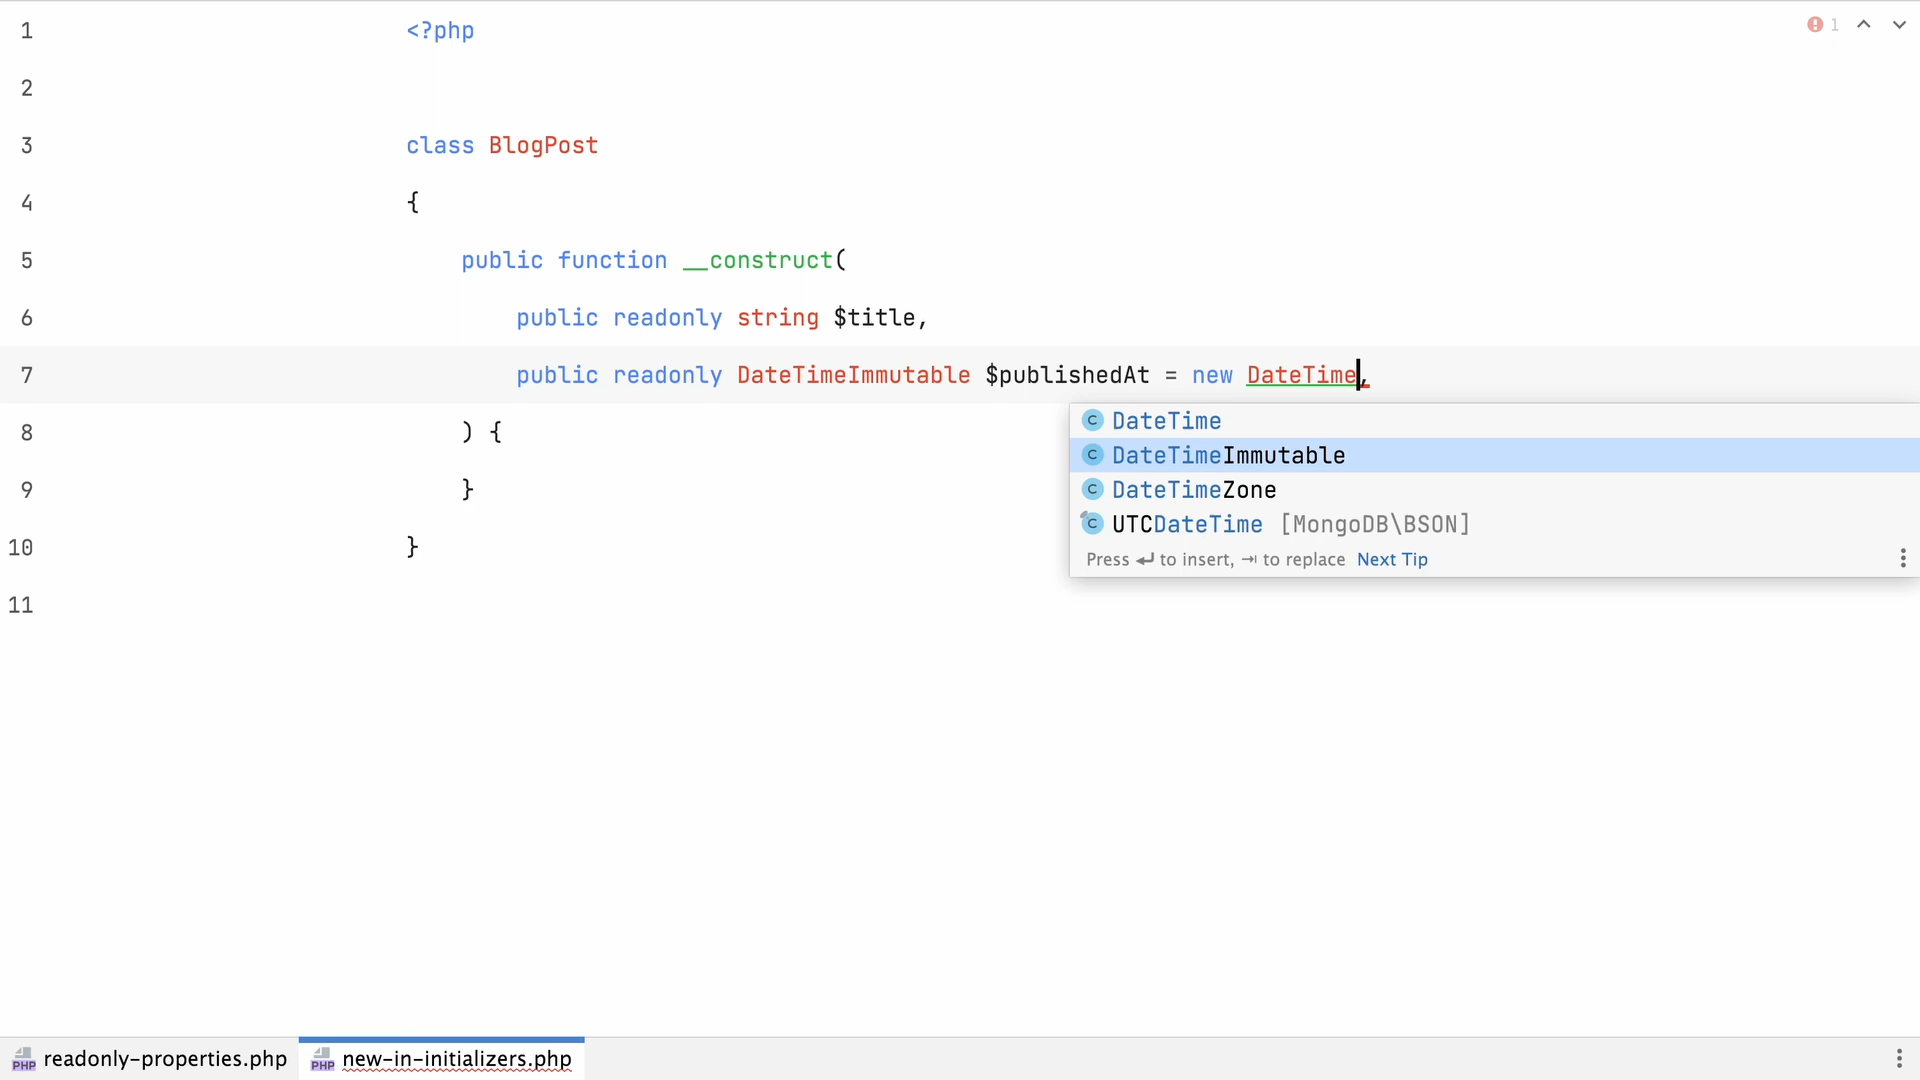 1 <?php
2
3 class BlogPost
4 {
5 public function __construct(
6 public readonly string $title,
7 public readonly DateTimeImmutable $publishedAt = new DateTime,
8 ) {
9 }
10 }
11
1
C DateTime
C DateTimeImmutable
C DateTimeZone
C UTCDateTime [MongoDB\BSON]
Press ↵ to insert, ⇥ to replace Next Tip
PHP readonly-properties.php
PHP new-in-initializers.php